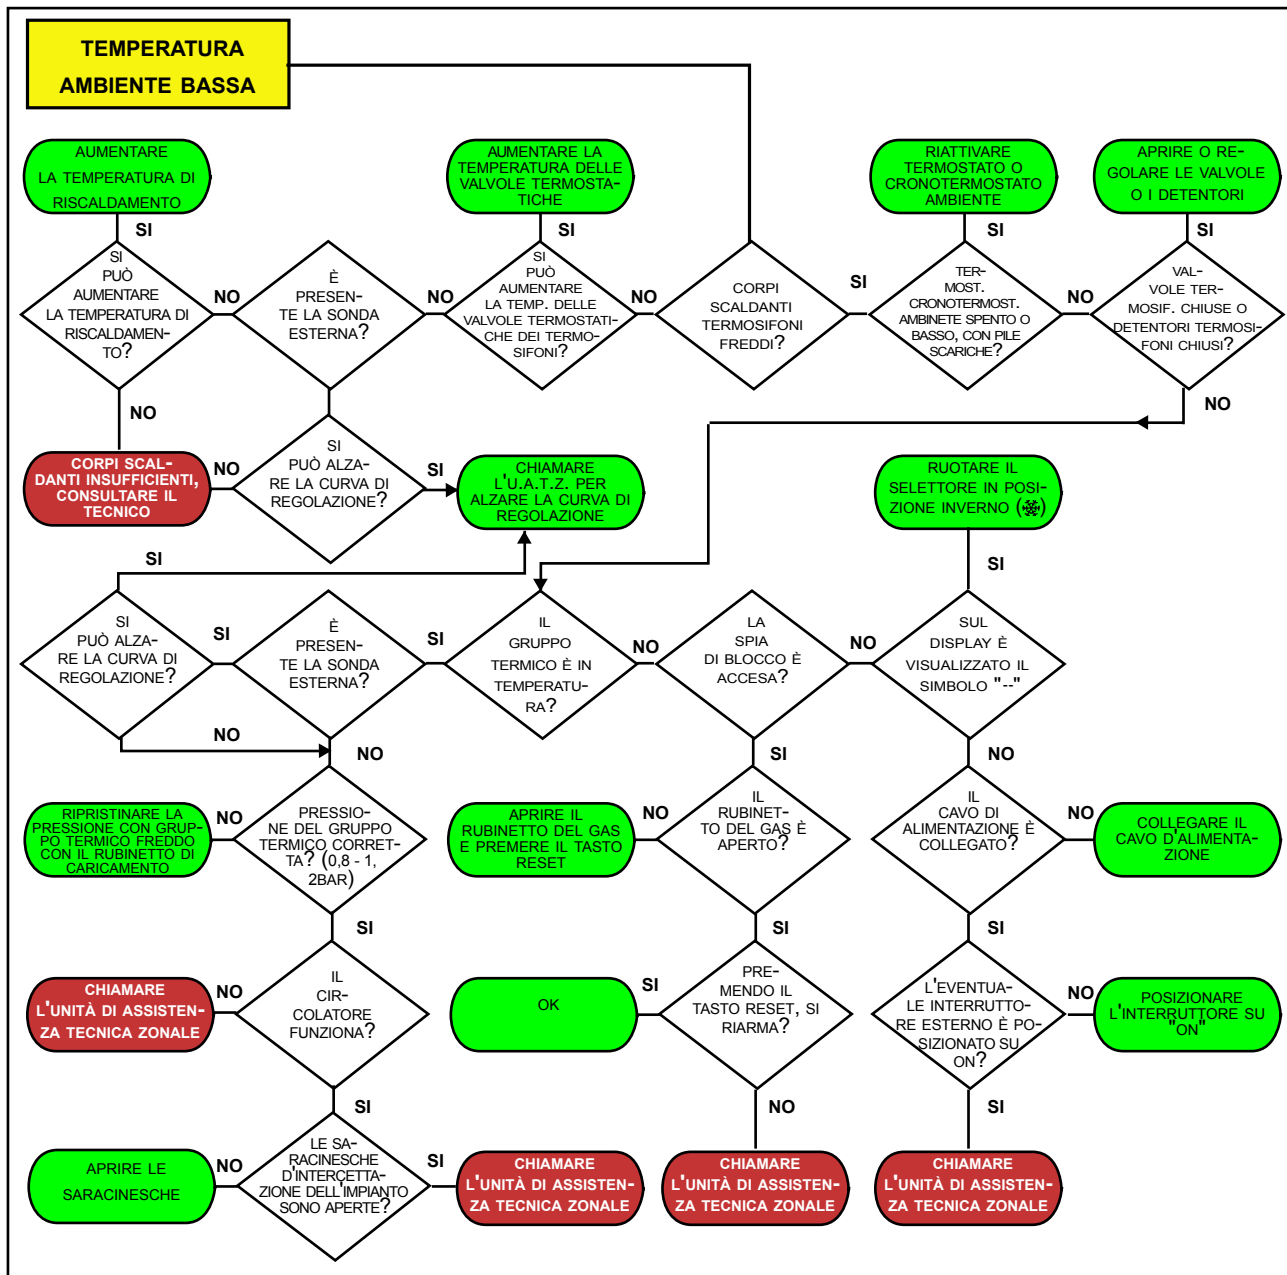 TEMPERATURA
AMBIENTE BASSA
AUMENTARE
LA TEMPERATURA DI
RISCALDAMENTO
AUMENTARE LA
TEMPERATURA DELLE
VALVOLE TERMOSTA-
TICHE
RIATTIVARE
TERMOSTATO O
CRONOTERMOSTATO
AMBIENTE
APRIRE O RE-
GOLARE LE VALVOLE
O I DETENTORI
SI
SI
SI
SI
SI
PUÒ
AUMENTARE
LA TEMPERATURA DI
RISCALDAMEN-
TO?
NO
È
PRESEN-
TE LA SONDA
ESTERNA?
NO
SI
PUÒ
AUMENTARE
LA TEMP. DELLE
VALVOLE TERMOSTATI-
CHE DEI TERMO-
SIFONI?
NO
CORPI
SCALDANTI
TERMOSIFONI
FREDDI?
SI
TER-
MOST.
CRONOTERMOST.
AMBINETE SPENTO O
BASSO, CON PILE
SCARICHE?
NO
VAL-
VOLE TER-
MOSIF. CHIUSE O
DETENTORI TERMOSI-
FONI CHIUSI?
NO
NO
CORPI SCAL-
DANTI INSUFFICIENTI,
CONSULTARE IL
TECNICO
NO
SI
PUÒ ALZA-
RE LA CURVA DI
REGOLAZIONE?
SI
CHIAMARE
L'U.A.T.Z. PER
ALZARE LA CURVA DI
REGOLAZIONE
RUOTARE IL
SELETTORE IN POSI-
ZIONE INVERNO (❄)
SI
SI
SI
PUÒ ALZA-
RE LA CURVA DI
REGOLAZIONE?
SI
È
PRESEN-
TE LA SONDA
ESTERNA?
SI
IL
GRUPPO
TERMICO È IN
TEMPERATU-
RA?
NO
LA
SPIA
DI BLOCCO È
ACCESA?
NO
SUL
DISPLAY È
VISUALIZZATO IL
SIMBOLO "--"
NO
NO
SI
NO
RIPRISTINARE LA
PRESSIONE CON GRUP-
PO TERMICO FREDDO
CON IL RUBINETTO DI
CARICAMENTO
NO
PRESSIO-
NE DEL GRUPPO
TERMICO CORRET-
TA? (0,8 - 1,
2BAR)
APRIRE IL
RUBINETTO DEL GAS
E PREMERE IL TASTO
RESET
NO
IL
RUBINET-
TO DEL GAS È
APERTO?
IL
CAVO DI
ALIMENTAZIONE È
COLLEGATO?
NO
COLLEGARE IL
CAVO D'ALIMENTA-
ZIONE
SI
SI
SI
CHIAMARE
L'UNITÀ DI ASSISTEN-
ZA TECNICA ZONALE
NO
IL
CIR-
COLATORE
FUNZIONA?
OK
SI
PRE-
MENDO IL
TASTO RESET, SI
RIARMA?
L'EVENTUA-
LE INTERRUTTO-
RE ESTERNO È PO-
SIZIONATO SU
ON?
NO
POSIZIONARE
L'INTERRUTTORE SU
"ON"
SI
NO
SI
APRIRE LE
SARACINESCHE
NO
LE SA-
RACINESCHE
D'INTERCETTA-
ZIONE DELL'IMPIANTO
SONO APERTE?
SI
CHIAMARE
L'UNITÀ DI ASSISTEN-
ZA TECNICA ZONALE
CHIAMARE
L'UNITÀ DI ASSISTEN-
ZA TECNICA ZONALE
CHIAMARE
L'UNITÀ DI ASSISTEN-
ZA TECNICA ZONALE